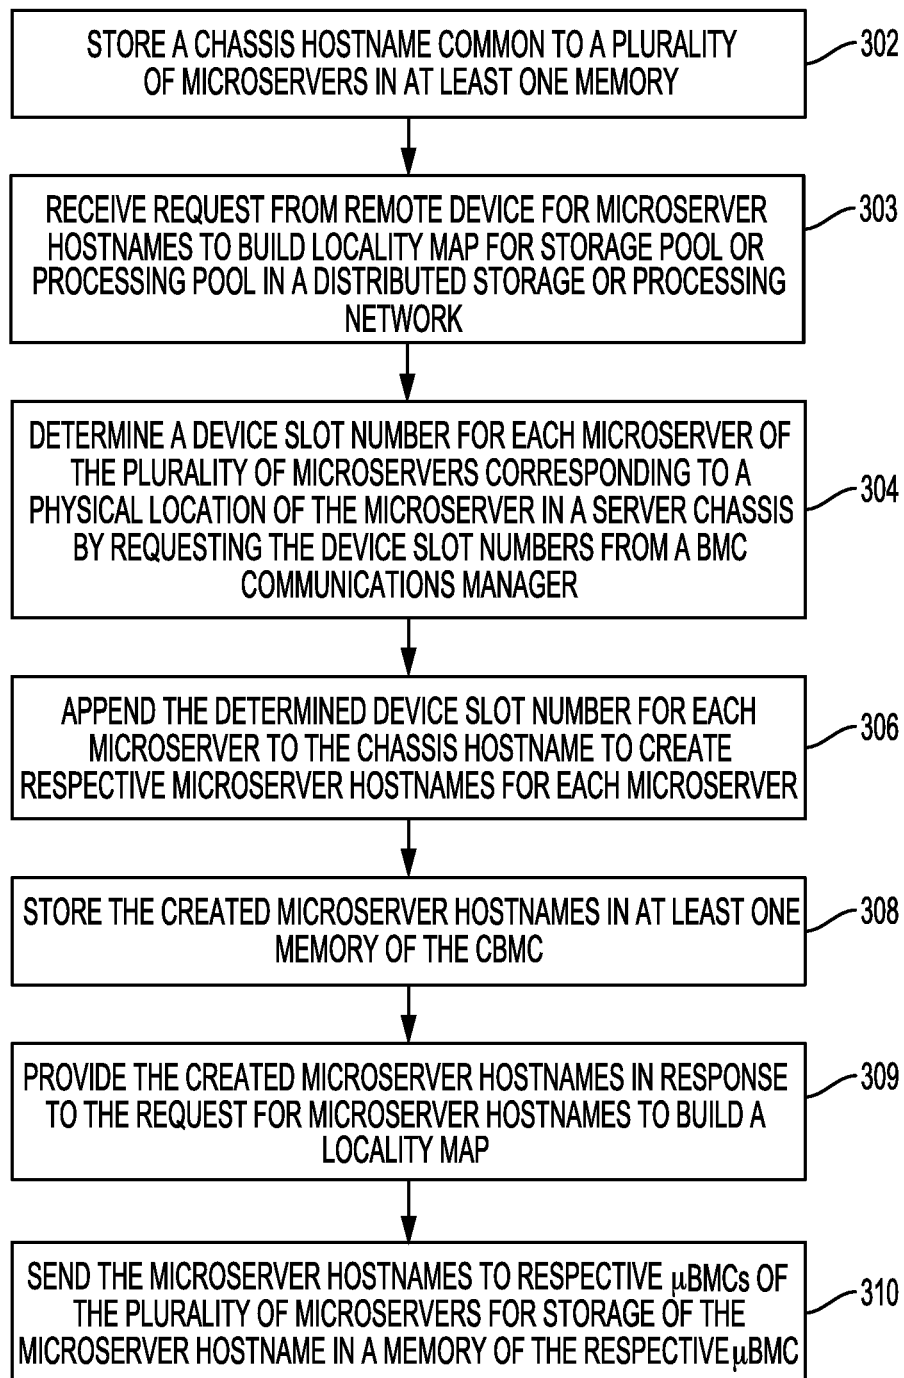 STORE A CHASSIS HOSTNAME COMMON TO A PLURALITY
OF MICROSERVERS IN AT LEAST ONE MEMORY
302
RECEIVE REQUEST FROM REMOTE DEVICE FOR MICROSERVER
HOSTNAMES TO BUILD LOCALITY MAP FOR STORAGE POOL OR
PROCESSING POOL IN A DISTRIBUTED STORAGE OR PROCESSING
NETWORK
303
DETERMINE A DEVICE SLOT NUMBER FOR EACH MICROSERVER OF
THE PLURALITY OF MICROSERVERS CORRESPONDING TO A
PHYSICAL LOCATION OF THE MICROSERVER IN A SERVER CHASSIS
BY REQUESTING THE DEVICE SLOT NUMBERS FROM A BMC
COMMUNICATIONS MANAGER
304
APPEND THE DETERMINED DEVICE SLOT NUMBER FOR EACH
MICROSERVER TO THE CHASSIS HOSTNAME TO CREATE
RESPECTIVE MICROSERVER HOSTNAMES FOR EACH MICROSERVER
306
STORE THE CREATED MICROSERVER HOSTNAMES IN AT LEAST ONE
MEMORY OF THE CBMC
308
PROVIDE THE CREATED MICROSERVER HOSTNAMES IN RESPONSE
TO THE REQUEST FOR MICROSERVER HOSTNAMES TO BUILD A
LOCALITY MAP
309
SEND THE MICROSERVER HOSTNAMES TO RESPECTIVE μBMCs OF
THE PLURALITY OF MICROSERVERS FOR STORAGE OF THE
MICROSERVER HOSTNAME IN A MEMORY OF THE RESPECTIVE μBMC
310